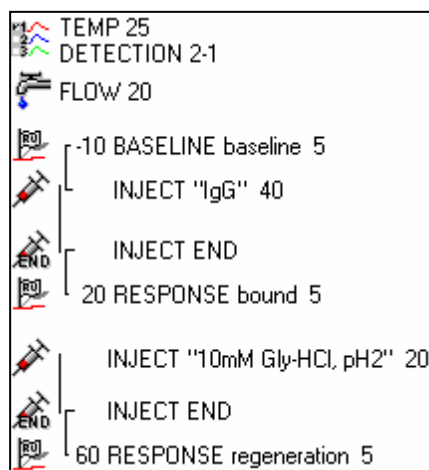 TEMP 25
DETECTION 2-1
FLOW 20
-10 BASELINE baseline 5
INJECT "IgG" 40
INJECT END
20 RESPONSE bound 5
INJECT "10mM Gly-HCl, pH2" 20
INJECT END
60 RESPONSE regeneration 5